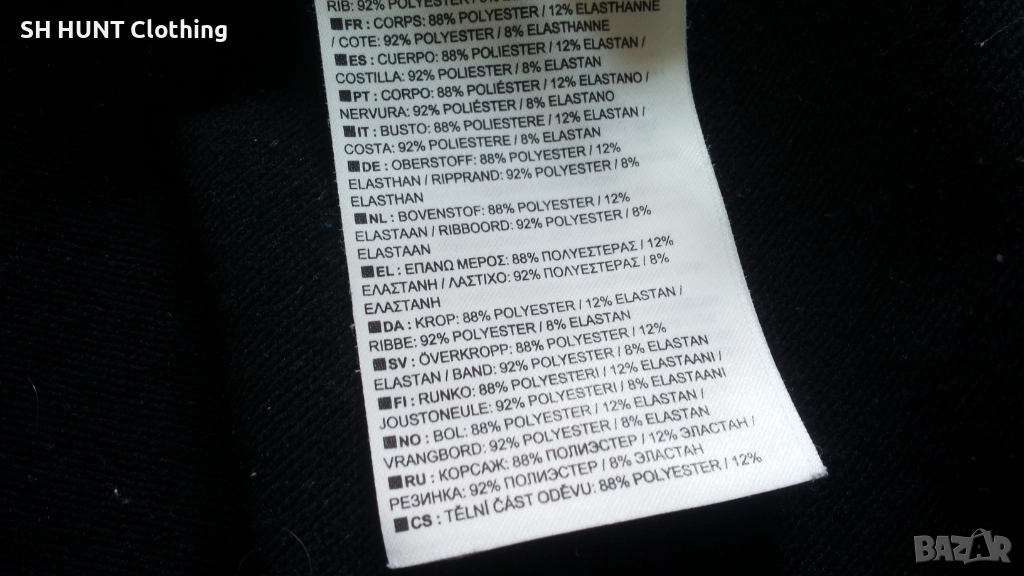 SH HUNT Clothing
RIB: 92% POLYESTER / 8%
FR : CORPS: 88% POLYESTER / 12% ELASTHANNE
/ COTE: 92% POLYESTER / 8% ELASTHANNE
ES : CUERPO: 88% POLIESTER / 12% ELASTAN /
COSTILLA: 92% POLIESTER / 8% ELASTAN
PT : CORPO: 88% POLIÉSTER / 12% ELASTANO /
NERVURA: 92% POLIÉSTER / 8% ELASTANO
IT : BUSTO: 88% POLIESTERE / 12% ELASTAN /
COSTA: 92% POLIESTERE / 8% ELASTAN
DE : OBERSTOFF: 88% POLYESTER / 12%
ELASTHAN / RIPPRAND: 92% POLYESTER / 8%
ELASTHAN
NL : BOVENSTOF: 88% POLYESTER / 12%
ELASTAAN / RIBBOORD: 92% POLYESTER / 8%
ELASTAAN
EL : ΕΠΑΝΩ ΜΕΡΟΣ: 88% ΠΟΛΥΕΣΤΕΡΑΣ / 12%
ΕΛΑΣΤΑΝΗ / ΛΑΣΤΙΧΟ: 92% ΠΟΛΥΕΣΤΕΡΑΣ / 8%
ΕΛΑΣΤΑΝΗ
DA : KROP: 88% POLYESTER / 12% ELASTAN /
RIBBE: 92% POLYESTER / 8% ELASTAN
SV : ÖVERKROPP: 88% POLYESTER / 12%
ELASTAN / BAND: 92% POLYESTER / 8% ELASTAN
FI : RUNKO: 88% POLYESTERI / 12% ELASTAANI /
JOUSTONEULE: 92% POLYESTERI / 8% ELASTAANI
NO : BOL: 88% POLYESTER / 12% ELASTAN /
VRANGBORD: 92% POLYESTER / 8% ELASTAN
RU : КОРСАЖ: 88% ПОЛИЭСТЕР / 12% ЭЛАСТАН /
РЕЗИНКА: 92% ПОЛИЭСТЕР / 8% ЭЛАСТАН
CS : TĚLNÍ ČÁST ODĚVU: 88% POLYESTER / 12%
BAZAR